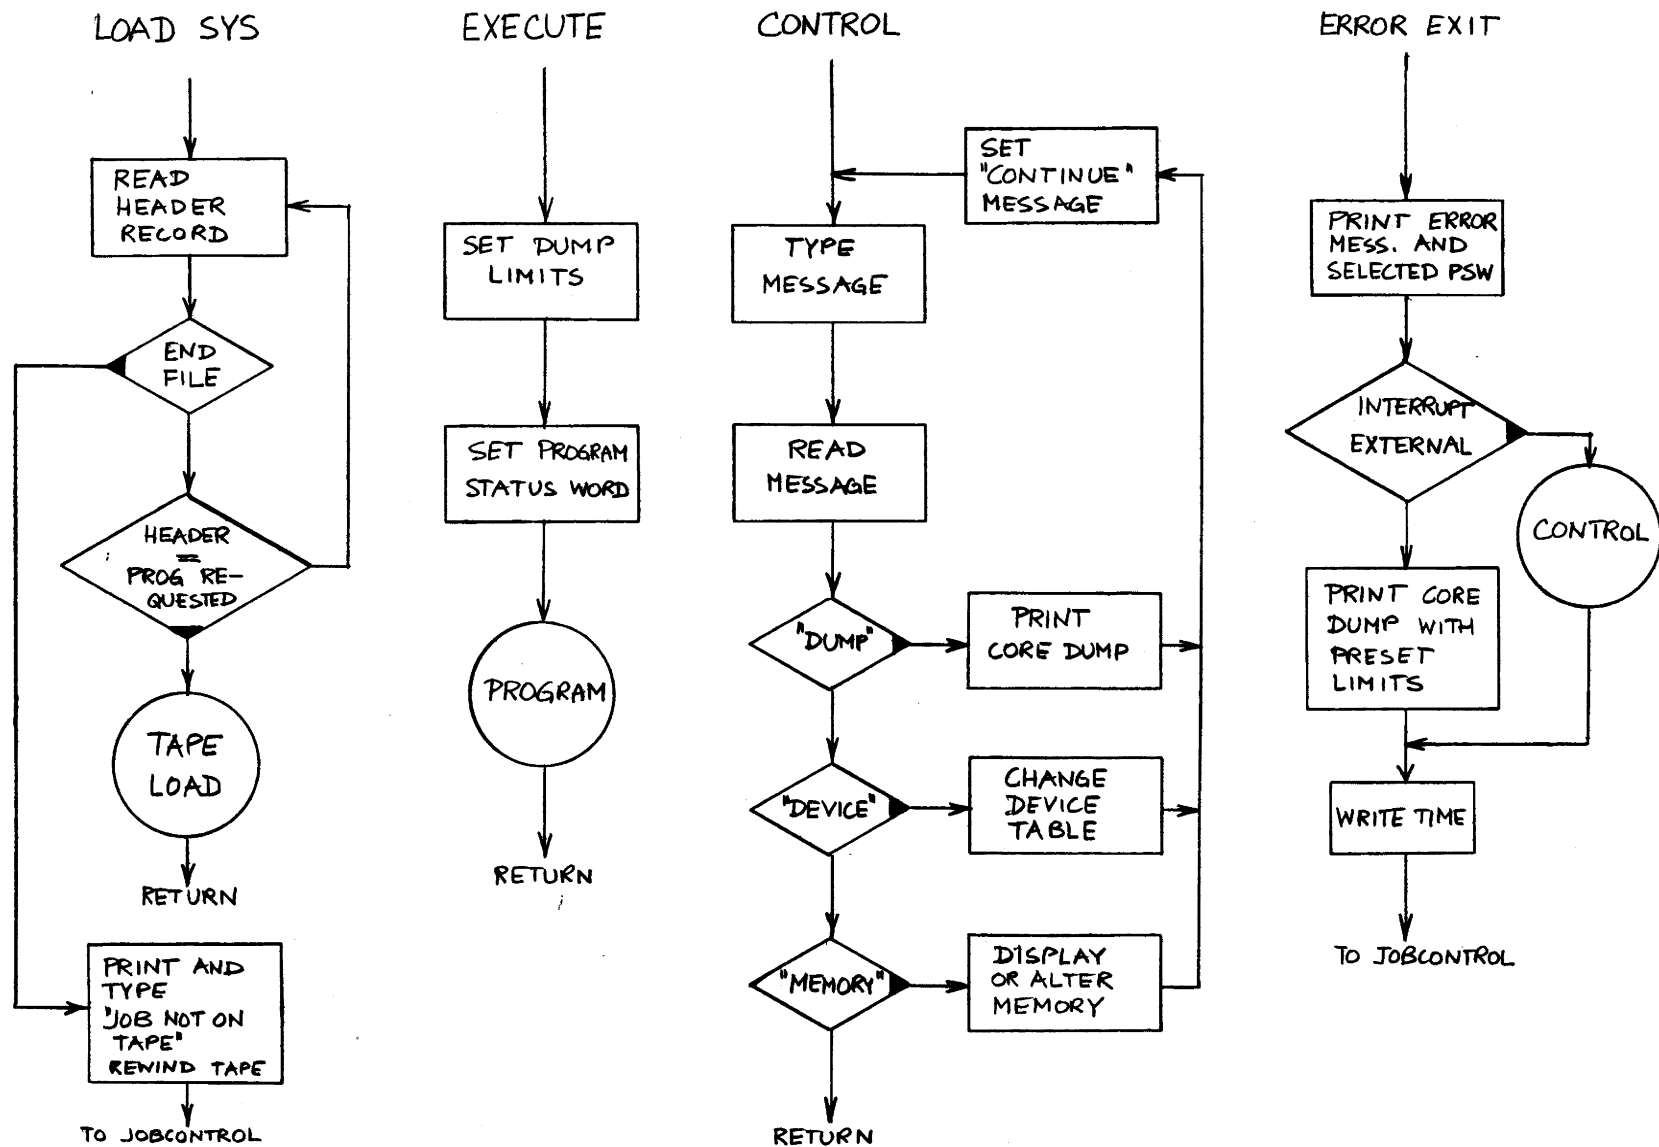 LOAD SYS
READ
HEADER
RECORD
END
FILE
HEADER
=
PROG RE-
QUESTED
TAPE
LOAD
RETURN
PRINT AND
TYPE
"JOB NOT ON
TAPE"
REWIND TAPE
TO JOBCONTROL
EXECUTE
SET DUMP
LIMITS
SET PROGRAM
STATUS WORD
PROGRAM
RETURN
CONTROL
SET
"CONTINUE"
MESSAGE
TYPE
MESSAGE
READ
MESSAGE
"DUMP"
PRINT
CORE DUMP
"DEVICE"
CHANGE
DEVICE
TABLE
"MEMORY"
DISPLAY
OR ALTER
MEMORY
RETURN
ERROR EXIT
PRINT ERROR
MESS. AND
SELECTED PSW
INTERRUPT
EXTERNAL
CONTROL
PRINT CORE
DUMP WITH
PRESET
LIMITS
WRITE TIME
TO JOBCONTROL